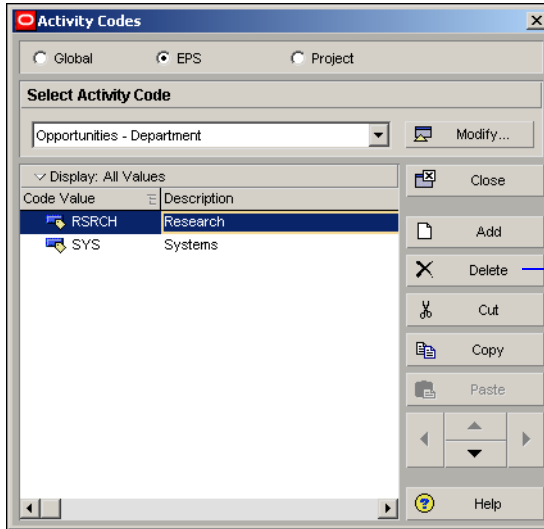 Activity Codes
Global EPS Project
Select Activity Code
Opportunities - Department
Modify...
Display: All Values
Close
Code Value Description
RSRCH Research
Add
SYS Systems
Delete
Cut
Copy
Paste
Help